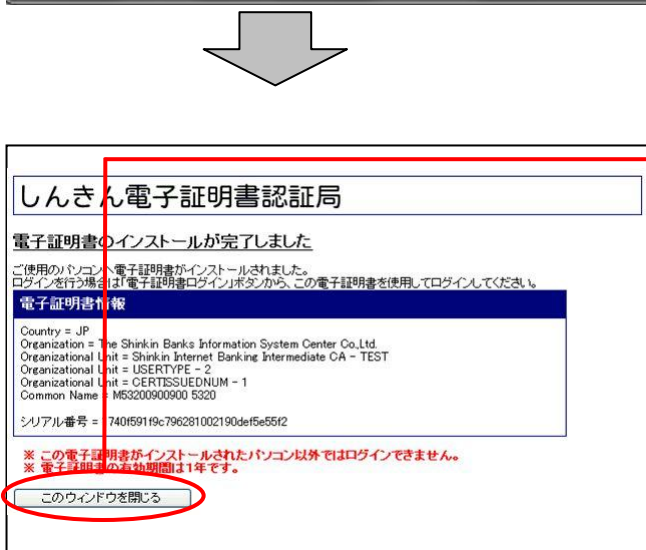 しんきん電子証明書認証局
電子証明書のインストールが完了しました
ご使用のパソコンへ電子証明書がインストールされました。
ログインを行う場合は「電子証明書ログイン」ボタンから、この電子証明書を使用してログインしてください。
電子証明書情報
Country = JP
Organization = The Shinkin Banks Information System Center Co.,Ltd.
Organizational Unit = Shinkin Internet Banking Intermediate CA - TEST
Organizational Unit = USERTYPE - 2
Organizational Unit = CERTISSUEDNUM - 1
Common Name = M53200900900 5320
シリアル番号 = 740f591f9c796281002190def5e55f2
※ この電子証明書がインストールされたパソコン以外ではログインできません。
※ 電子証明書の有効期間は1年です。
このウィンドウを閉じる